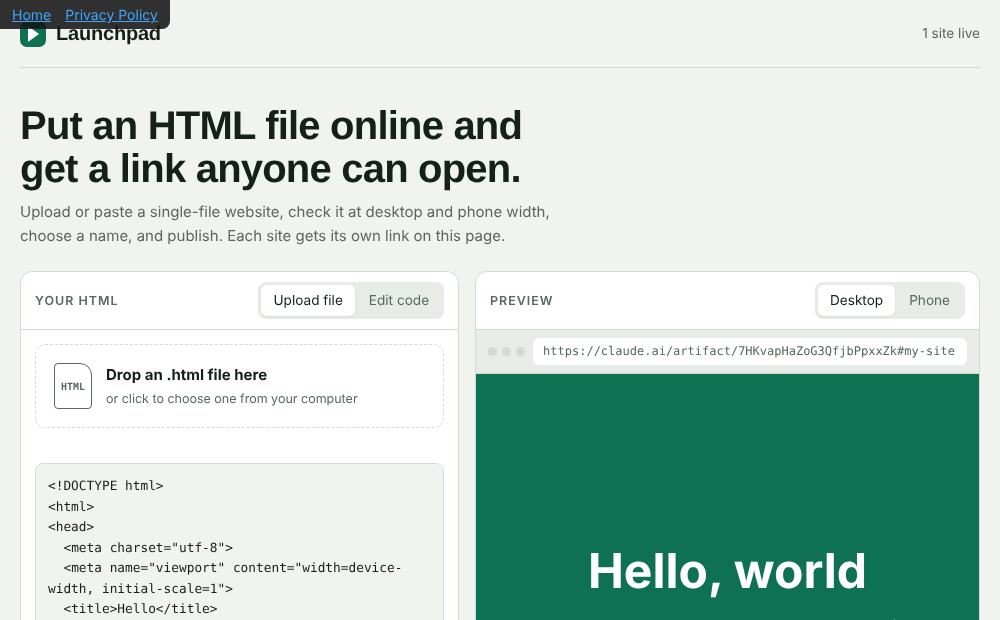 Home Privacy Policy
Launchpad
1 site live
Put an HTML file online and
get a link anyone can open.
Upload or paste a single-file website, check it at desktop and phone width,
choose a name, and publish. Each site gets its own link on this page.
YOUR HTML
Upload file
Edit code
HTML
Drop an .html file here
or click to choose one from your computer
<!DOCTYPE html>
<html>
<head>
<meta charset="utf-8">
<meta name="viewport" content="width=device-
width, initial-scale=1">
<title>Hello</title>
PREVIEW
Desktop
Phone
https://claude.ai/artifact/7HKvapHaZoG3QfjbPpxxZk#my-site
Hello, world